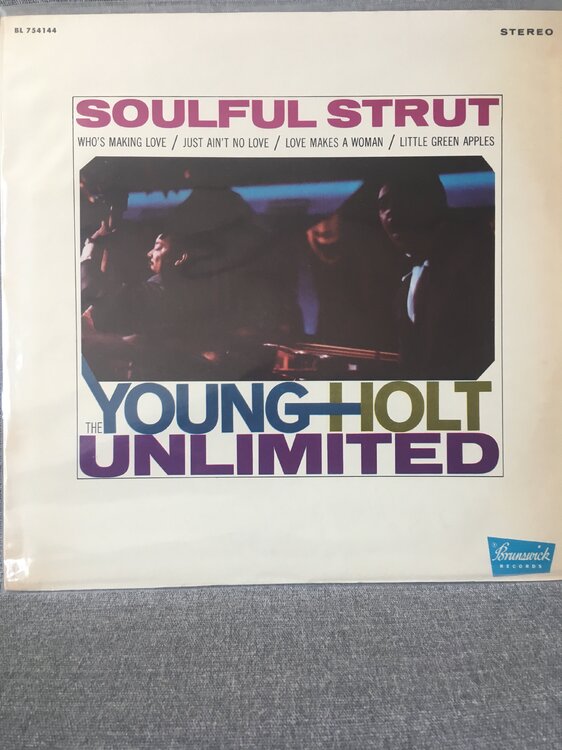 BL 754144
STEREO
SOULFUL STRUT
WHO'S MAKING LOVE / JUST AIN'T NO LOVE / LOVE MAKES A WOMAN / LITTLE GREEN APPLES
THE YOUNG-HOLT
UNLIMITED
Brunswick
RECORDS